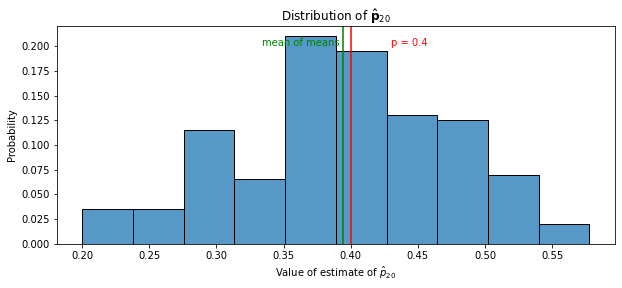 Distribution of p̂₂₀
mean of means
p = 0.4
Probability
0.200
0.175
0.150
0.125
0.100
0.075
0.050
0.025
0.000
0.20 0.25 0.30 0.35 0.40 0.45 0.50 0.55
Value of estimate of p̂₂₀